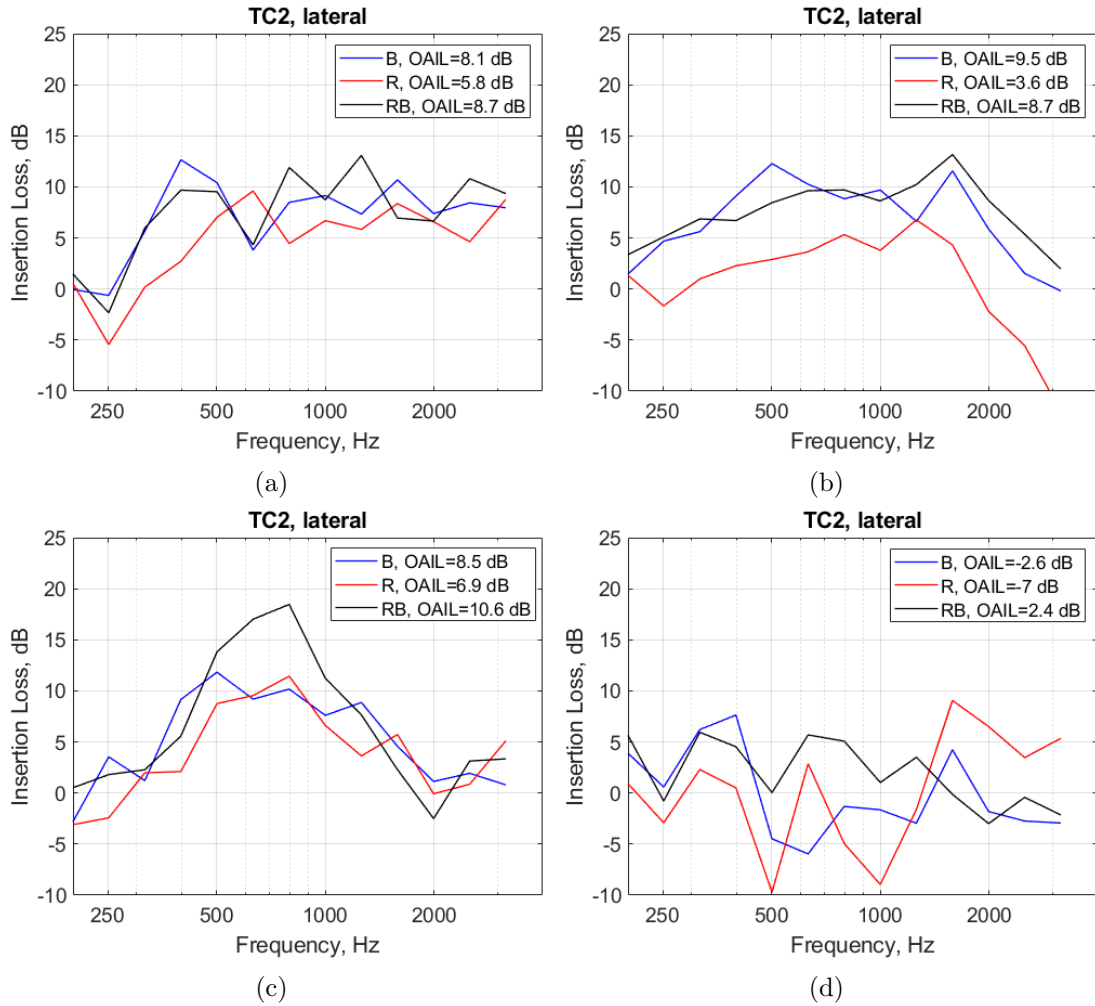 TC2, lateral
25
20
15
10
5
0
-5
-10
Insertion Loss, dB
B, OAIL=8.1 dB
R, OAIL=5.8 dB
RB, OAIL=8.7 dB
250
500
1000
2000
Frequency, Hz
(a)
TC2, lateral
25
20
15
10
5
0
-5
-10
Insertion Loss, dB
B, OAIL=9.5 dB
R, OAIL=3.6 dB
RB, OAIL=8.7 dB
250
500
1000
2000
Frequency, Hz
(b)
TC2, lateral
25
20
15
10
5
0
-5
-10
Insertion Loss, dB
B, OAIL=8.5 dB
R, OAIL=6.9 dB
RB, OAIL=10.6 dB
250
500
1000
2000
Frequency, Hz
(c)
TC2, lateral
25
20
15
10
5
0
-5
-10
Insertion Loss, dB
B, OAIL=-2.6 dB
R, OAIL=-7 dB
RB, OAIL=2.4 dB
250
500
1000
2000
Frequency, Hz
(d)